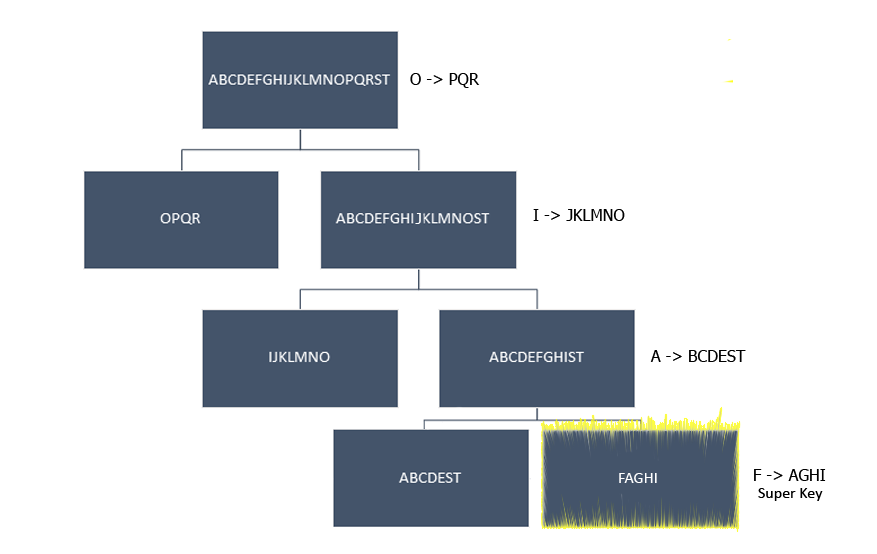 ABCDEFGHIJKLMNOPQRST
O -> PQR
OPQR
ABCDEFGHIJKLMNOST
I -> JKLMNO
IJKLMNO
ABCDEFGHIST
A -> BCDEST
ABCDEST
FAGHI
F -> AGHI
Super Key